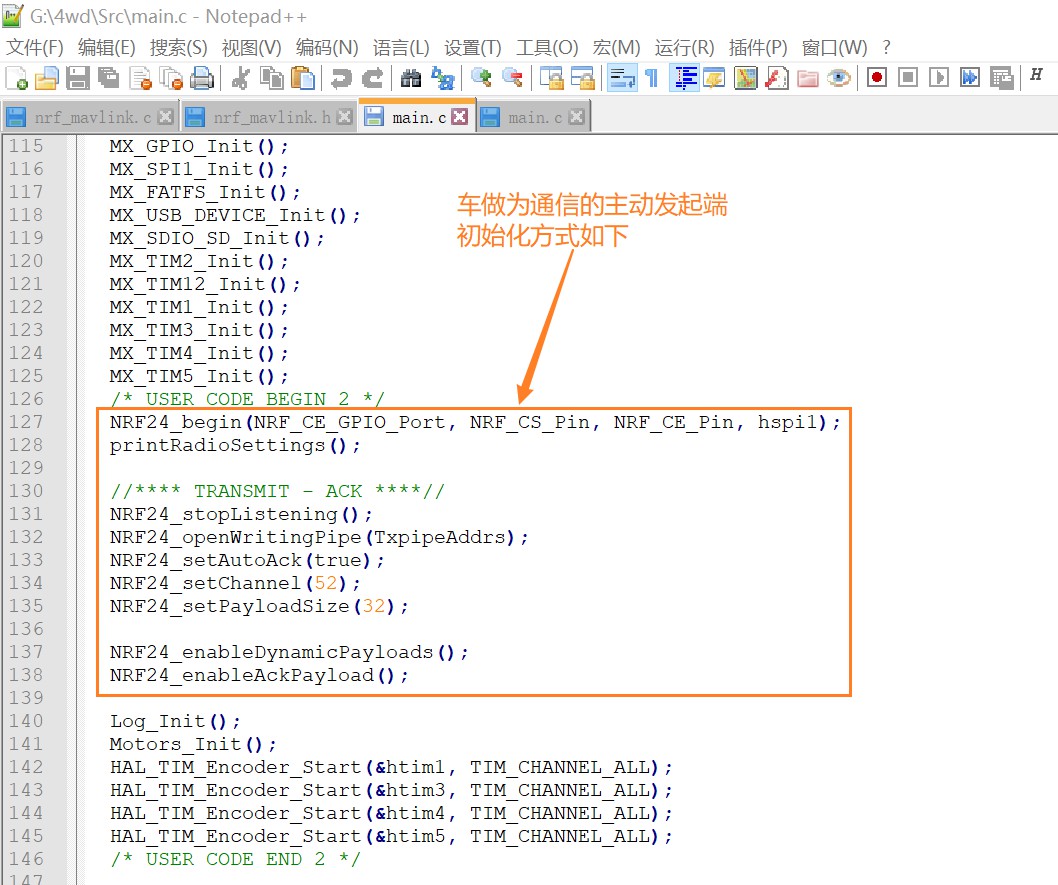 G:\4wd\Src\main.c - Notepad++
文件(F) 编辑(E) 搜索(S) 视图(V) 编码(N) 语言(L) 设置(T) 工具(O) 宏(M) 运行(R) 插件(P) 窗口(W) ?
nrf_mavlink.c nrf_mavlink.h main.c main.c
115 MX_GPIO_Init();
116 MX_SPI1_Init();
117 MX_FATFS_Init();
118 MX_USB_DEVICE_Init();
119 MX_SDIO_SD_Init();
120 MX_TIM2_Init();
121 MX_TIM12_Init();
122 MX_TIM1_Init();
123 MX_TIM3_Init();
124 MX_TIM4_Init();
125 MX_TIM5_Init();
车做为通信的主动发起端
初始化方式如下
126 /* USER CODE BEGIN 2 */
127 NRF24_begin(NRF_CE_GPIO_Port, NRF_CS_Pin, NRF_CE_Pin, hspi1);
128 printRadioSettings();
129
130 //**** TRANSMIT - ACK ****//
131 NRF24_stopListening();
132 NRF24_openWritingPipe(TxpipeAddrs);
133 NRF24_setAutoAck(true);
134 NRF24_setChannel(52);
135 NRF24_setPayloadSize(32);
136
137 NRF24_enableDynamicPayloads();
138 NRF24_enableAckPayload();
139
140 Log_Init();
141 Motors_Init();
142 HAL_TIM_Encoder_Start(&htim1, TIM_CHANNEL_ALL);
143 HAL_TIM_Encoder_Start(&htim3, TIM_CHANNEL_ALL);
144 HAL_TIM_Encoder_Start(&htim4, TIM_CHANNEL_ALL);
145 HAL_TIM_Encoder_Start(&htim5, TIM_CHANNEL_ALL);
146 /* USER CODE END 2 */
147